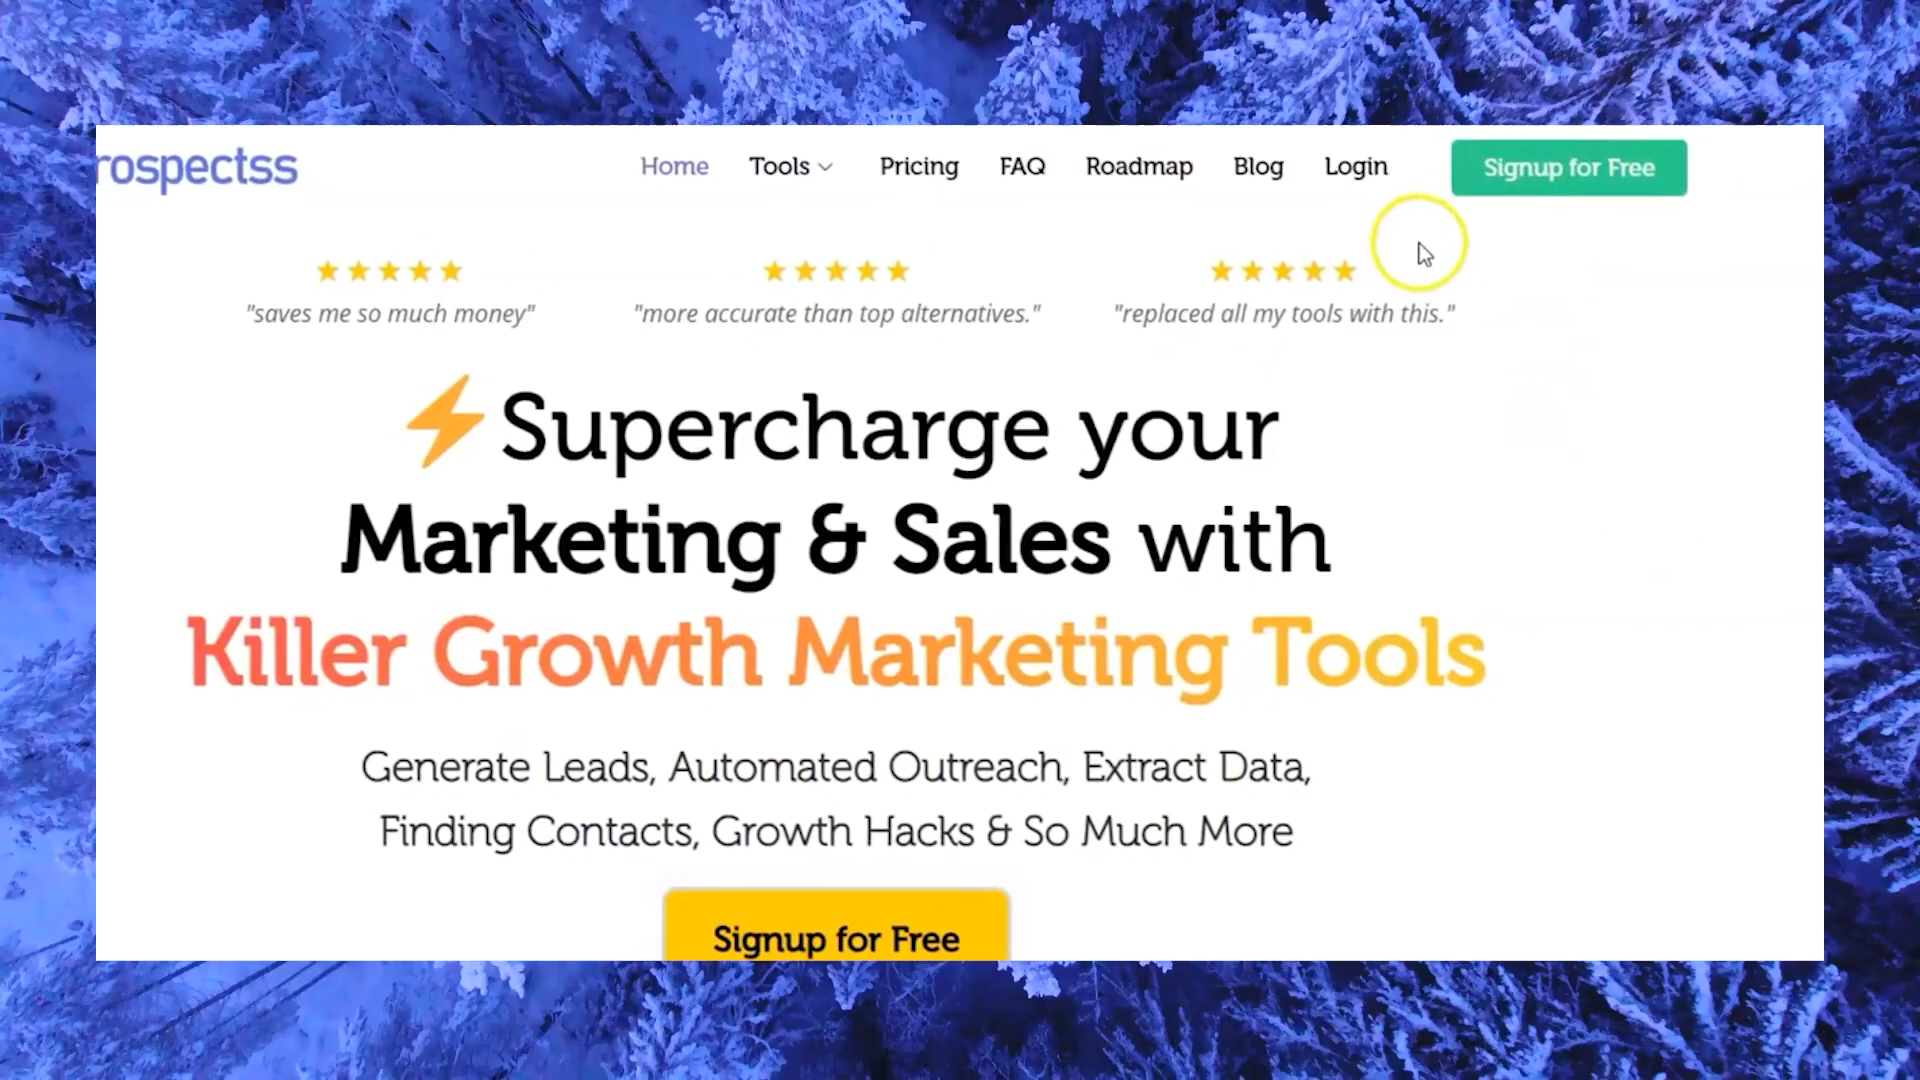 rospectss
Home Tools Pricing FAQ Roadmap Blog Login Signup for Free
"saves me so much money" "more accurate than top alternatives." "replaced all my tools with this."
Supercharge your
Marketing & Sales with
Killer Growth Marketing Tools
Generate Leads, Automated Outreach, Extract Data,
Finding Contacts, Growth Hacks & So Much More
Signup for Free